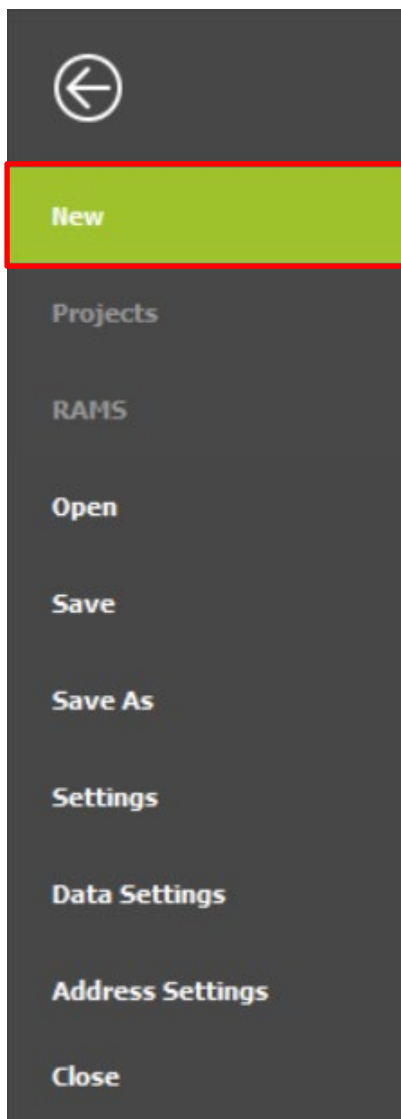 New
Projects
RAMS
Open
Save
Save As
Settings
Data Settings
Address Settings
Close